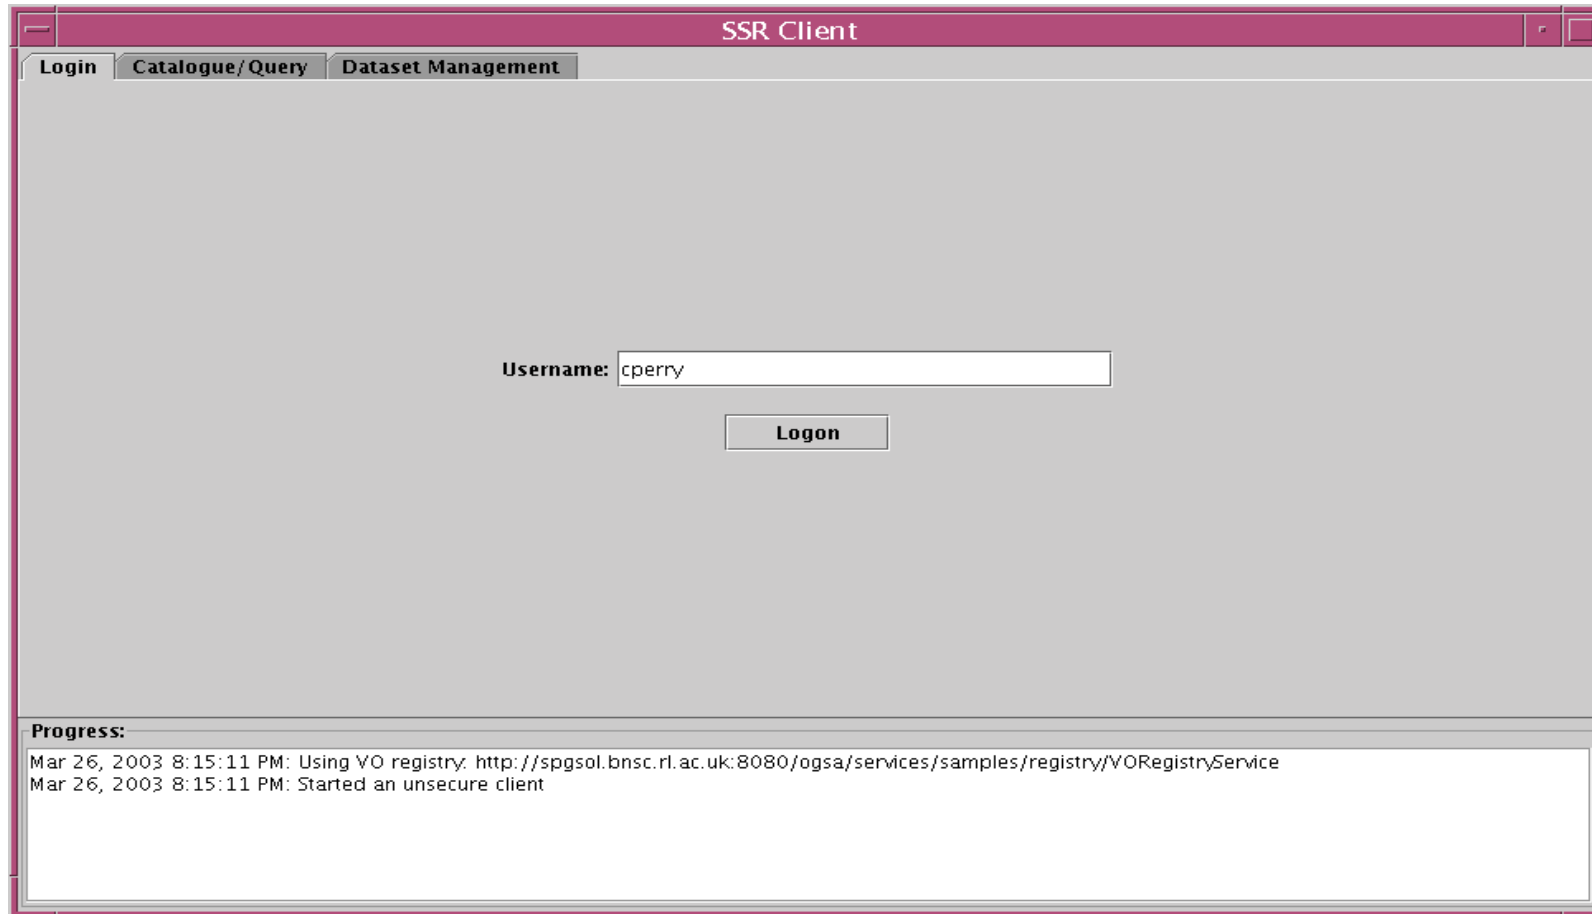 SSR Client
Login Catalogue/Query Dataset Management
Username: cperry
Logon
Progress:
Mar 26, 2003 8:15:11 PM: Using VO registry: http://spgsol.bnsc.rl.ac.uk:8080/ogsa/services/samples/registry/VORegistryService
Mar 26, 2003 8:15:11 PM: Started an unsecure client